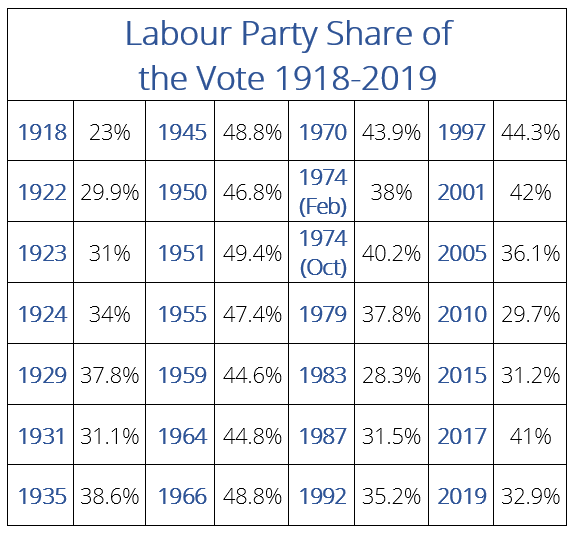 Labour Party Share of
the Vote 1918-2019
1918 23% 1945 48.8% 1970 43.9% 1997 44.3%
1922 29.9% 1950 46.8% 1974 (Feb) 38% 2001 42%
1923 31% 1951 49.4% 1974 (Oct) 40.2% 2005 36.1%
1924 34% 1955 47.4% 1979 37.8% 2010 29.7%
1929 37.8% 1959 44.6% 1983 28.3% 2015 31.2%
1931 31.1% 1964 44.8% 1987 31.5% 2017 41%
1935 38.6% 1966 48.8% 1992 35.2% 2019 32.9%